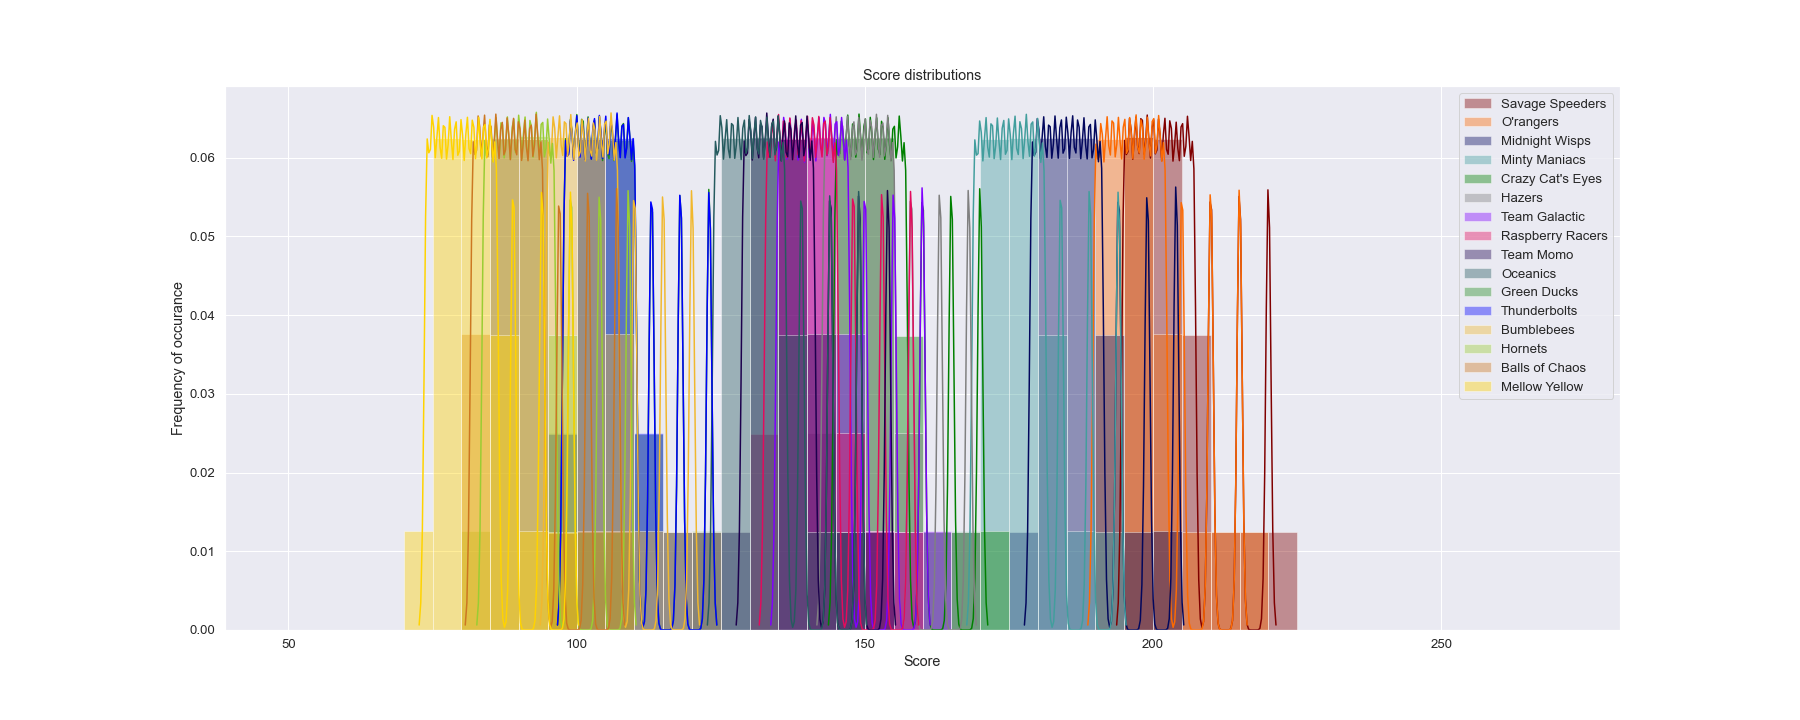 Score distributions
Savage Speeders
O'rangers
Midnight Wisps
Minty Maniacs
Crazy Cat's Eyes
Hazers
Team Galactic
Raspberry Racers
Team Momo
Oceanics
Green Ducks
Thunderbolts
Bumblebees
Hornets
Balls of Chaos
Mellow Yellow
Frequency of occurance
0.06
0.05
0.04
0.03
0.02
0.01
0.00
50 100 150 200 250
Score